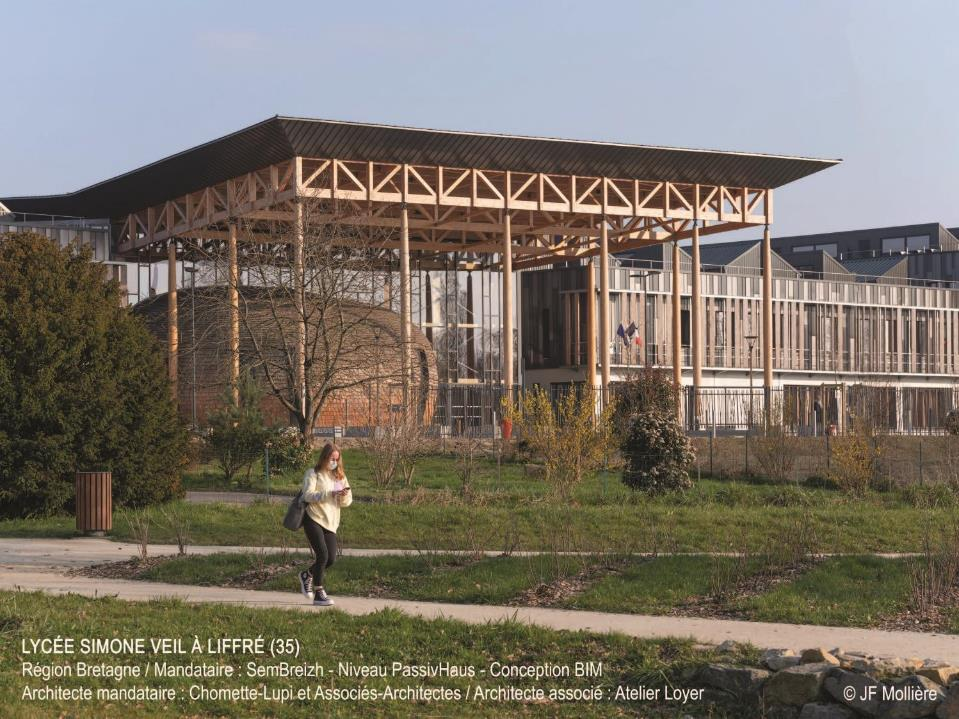 LYCÉE SIMONE VEIL À LIFFRÉ (35)
Région Bretagne / Mandataire : SemBreizh - Niveau PassivHaus - Conception BIM
Architecte mandataire : Chomette-Lupi et Associés-Architectes / Architecte associé : Atelier Loyer
© JF Mollière